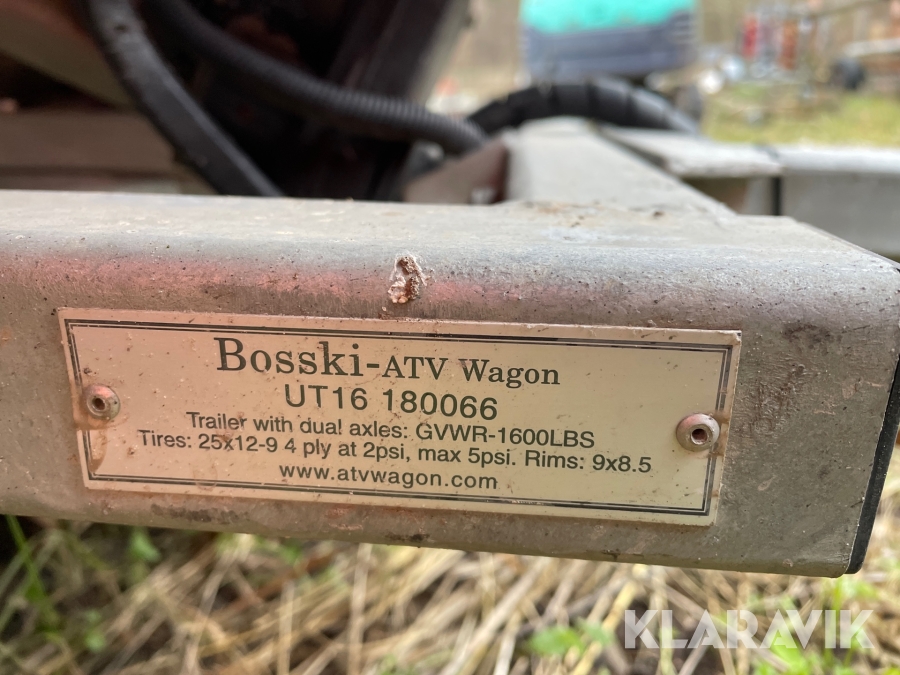 Bosski-ATV Wagon
UT16 180066
Trailer with dual axles: GVWR-1600LBS
Tires: 25x12-9 4 ply at 2psi, max 5psi. Rims: 9x8.5
www.atvwagon.com
KLARAVIK